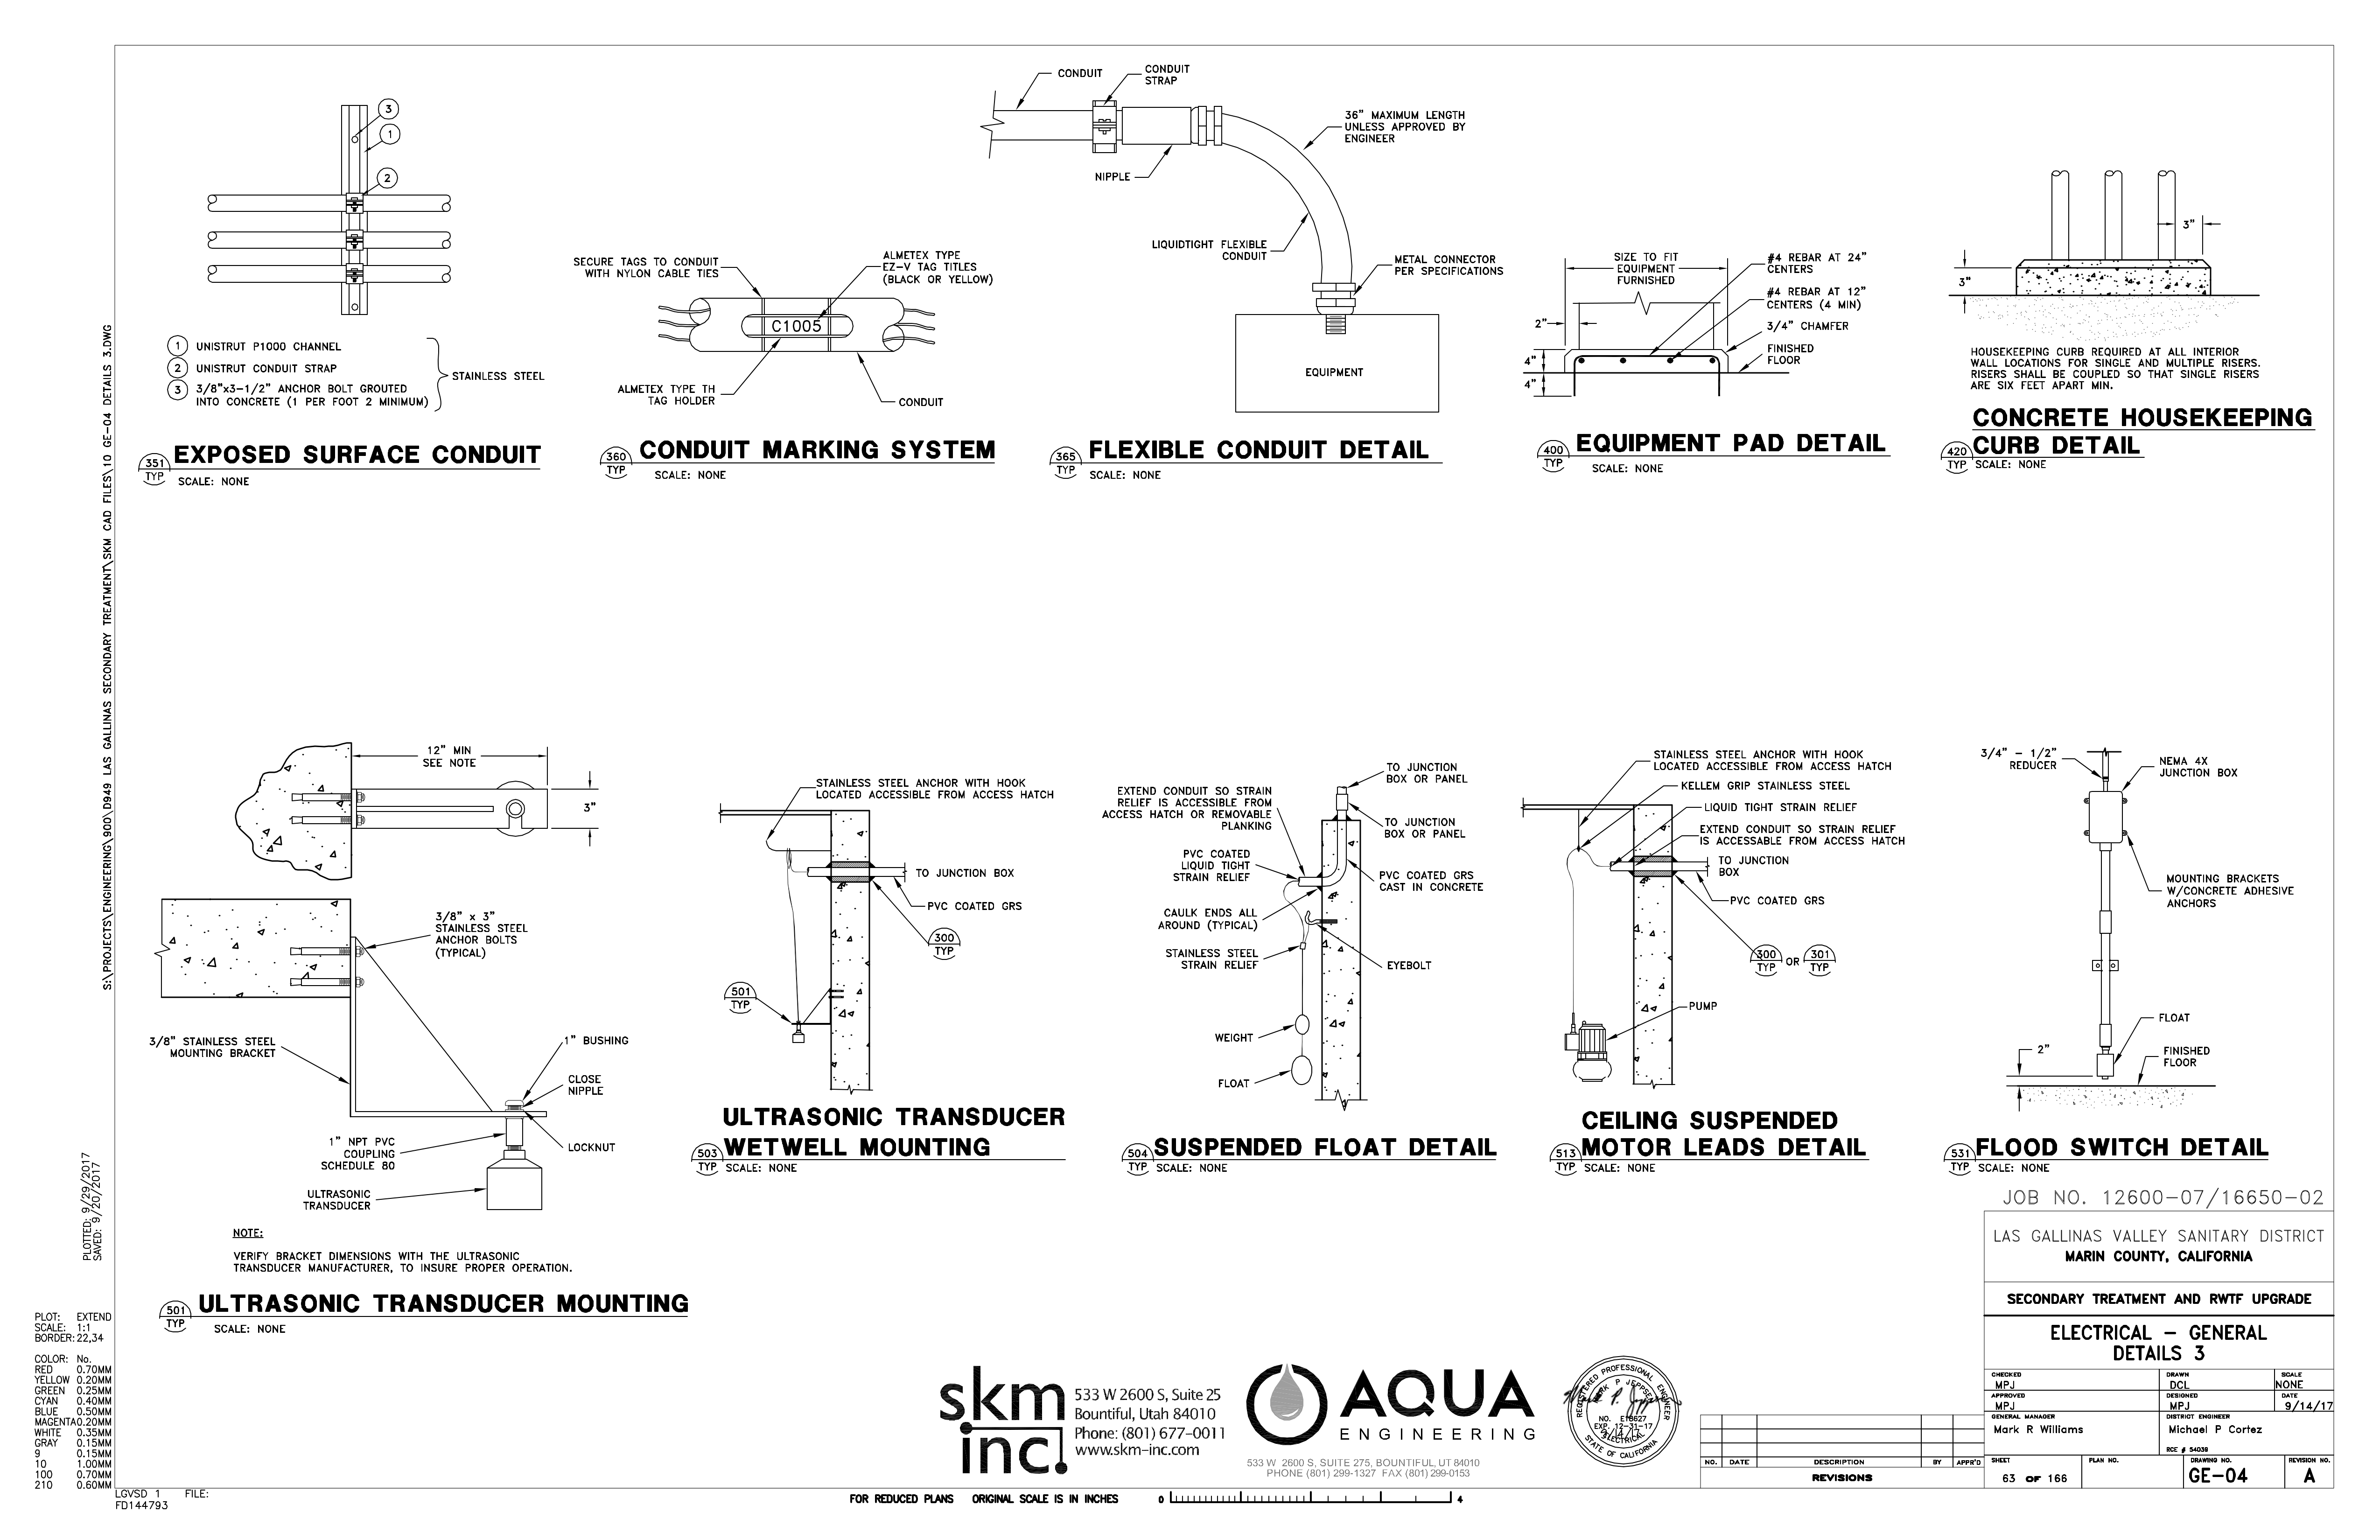 CONDUIT
CONDUIT
STRAP
36" MAXIMUM LENGTH
UNLESS APPROVED BY
ENGINEER
NIPPLE
LIQUIDTIGHT FLEXIBLE
CONDUIT
METAL CONNECTOR
PER SPECIFICATIONS
EQUIPMENT
365
TYP
FLEXIBLE CONDUIT DETAIL
SCALE: NONE
3
1
2
1 UNISTRUT P1000 CHANNEL
2 UNISTRUT CONDUIT STRAP
3 3/8"x3-1/2" ANCHOR BOLT GROUTED
INTO CONCRETE (1 PER FOOT 2 MINIMUM)
STAINLESS STEEL
351
TYP
EXPOSED SURFACE CONDUIT
SCALE: NONE
SECURE TAGS TO CONDUIT
WITH NYLON CABLE TIES
ALMETEX TYPE
EZ-V TAG TITLES
(BLACK OR YELLOW)
C1005
ALMETEX TYPE TH
TAG HOLDER
CONDUIT
360
TYP
CONDUIT MARKING SYSTEM
SCALE: NONE
SIZE TO FIT
EQUIPMENT
FURNISHED
#4 REBAR AT 24"
CENTERS
#4 REBAR AT 12"
CENTERS (4 MIN)
3/4" CHAMFER
FINISHED
FLOOR
2"
4"
4"
400
TYP
EQUIPMENT PAD DETAIL
SCALE: NONE
3"
3"
HOUSEKEEPING CURB REQUIRED AT ALL INTERIOR
WALL LOCATIONS FOR SINGLE AND MULTIPLE RISERS.
RISERS SHALL BE COUPLED SO THAT SINGLE RISERS
ARE SIX FEET APART MIN.
420
TYP
CONCRETE HOUSEKEEPING
CURB DETAIL
SCALE: NONE
12" MIN
SEE NOTE
3"
3/8" x 3"
STAINLESS STEEL
ANCHOR BOLTS
(TYPICAL)
3/8" STAINLESS STEEL
MOUNTING BRACKET
1" BUSHING
CLOSE
NIPPLE
LOCKNUT
1" NPT PVC
COUPLING
SCHEDULE 80
ULTRASONIC
TRANSDUCER
NOTE:
VERIFY BRACKET DIMENSIONS WITH THE ULTRASONIC
TRANSDUCER MANUFACTURER, TO INSURE PROPER OPERATION.
501
TYP
ULTRASONIC TRANSDUCER MOUNTING
SCALE: NONE
STAINLESS STEEL ANCHOR WITH HOOK
LOCATED ACCESSIBLE FROM ACCESS HATCH
TO JUNCTION BOX
PVC COATED GRS
300
TYP
501
TYP
503
TYP
ULTRASONIC TRANSDUCER
WETWELL MOUNTING
SCALE: NONE
TO JUNCTION
BOX OR PANEL
EXTEND CONDUIT SO STRAIN
RELIEF IS ACCESSIBLE FROM
ACCESS HATCH OR REMOVABLE
PLANKING
TO JUNCTION
BOX OR PANEL
PVC COATED
LIQUID TIGHT
STRAIN RELIEF
PVC COATED GRS
CAST IN CONCRETE
CAULK ENDS ALL
AROUND (TYPICAL)
STAINLESS STEEL
STRAIN RELIEF
EYEBOLT
WEIGHT
FLOAT
504
TYP
SUSPENDED FLOAT DETAIL
SCALE: NONE
STAINLESS STEEL ANCHOR WITH HOOK
LOCATED ACCESSIBLE FROM ACCESS HATCH
KELLEM GRIP STAINLESS STEEL
LIQUID TIGHT STRAIN RELIEF
EXTEND CONDUIT SO STRAIN RELIEF
IS ACCESSABLE FROM ACCESS HATCH
TO JUNCTION
BOX
PVC COATED GRS
300
TYP
OR
301
TYP
PUMP
513
TYP
CEILING SUSPENDED
MOTOR LEADS DETAIL
SCALE: NONE
3/4" - 1/2"
REDUCER
NEMA 4X
JUNCTION BOX
MOUNTING BRACKETS
W/CONCRETE ADHESIVE
ANCHORS
FLOAT
2"
FINISHED
FLOOR
531
TYP
FLOOD SWITCH DETAIL
SCALE: NONE
JOB NO. 12600-07/16650-02
LAS GALLINAS VALLEY SANITARY DISTRICT
MARIN COUNTY, CALIFORNIA
SECONDARY TREATMENT AND RWTF UPGRADE
ELECTRICAL - GENERAL
DETAILS 3
CHECKED
MPJ
DRAWN
DCL
SCALE
NONE
APPROVED
MPJ
DESIGNED
MPJ
DATE
9/14/17
GENERAL MANAGER
Mark R Williams
DISTRICT ENGINEER
Michael P Cortez
RCE # 54039
SHEET
63 OF 166
PLAN NO.
DRAWING NO.
GE-04
REVISION NO.
A
NO. DATE DESCRIPTION BY APPR'D
REVISIONS
skm
inc.
533 W 2600 S, Suite 25
Bountiful, Utah 84010
Phone: (801) 677-0011
www.skm-inc.com
AQUA
ENGINEERING
533 W 2600 S, SUITE 275, BOUNTIFUL, UT 84010
PHONE (801) 299-1327 FAX (801) 299-0153
REGISTERED PROFESSIONAL ENGINEER
MARK P JEPPSEN
NO. E18627
EXP. 12-31-17
9/14/17
ELECTRICAL
STATE OF CALIFORNIA
FOR REDUCED PLANS ORIGINAL SCALE IS IN INCHES
0 4
S:\PROJECTS\ENGINEERING\900\D949 LAS GALLINAS SECONDARY TREATMENT\SKM CAD FILES\10 GE-04 DETAILS 3.DWG
PLOTTED: 9/29/2017
SAVED: 9/20/2017
PLOT: EXTEND
SCALE: 1:1
BORDER: 22,34
COLOR: No.
RED 0.70MM
YELLOW 0.20MM
GREEN 0.25MM
CYAN 0.40MM
BLUE 0.50MM
MAGENTA 0.20MM
WHITE 0.35MM
GRAY 0.15MM
9 0.15MM
10 1.00MM
100 0.70MM
210 0.60MM
LGVSD 1 FILE:
FD144793